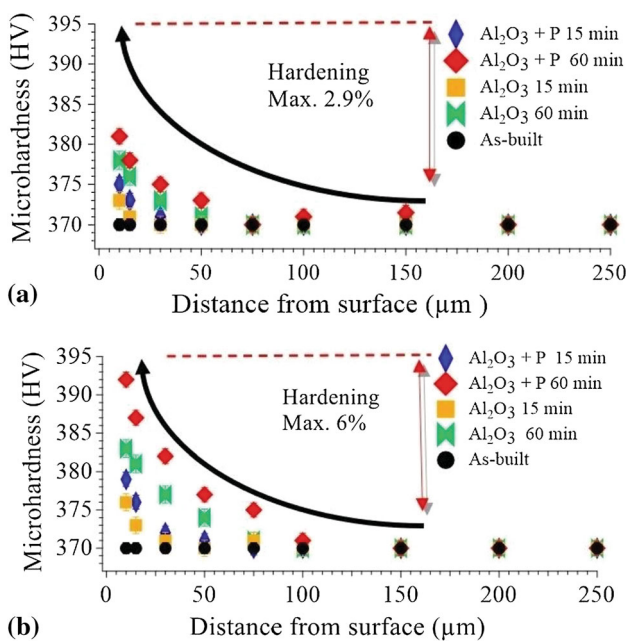 395
390
385
380
375
370
Microhardness (HV)
Hardening
Max. 2.9%
Al₂O₃ + P 15 min
Al₂O₃ + P 60 min
Al₂O₃ 15 min
Al₂O₃ 60 min
As-built
0 50 100 150 200 250
(a)
Distance from surface (µm )
395
390
385
380
375
370
Microhardness (HV)
Hardening
Max. 6%
Al₂O₃ + P 15 min
Al₂O₃ + P 60 min
Al₂O₃ 15 min
Al₂O₃ 60 min
As-built
0 50 100 150 200 250
(b)
Distance from surface (µm)